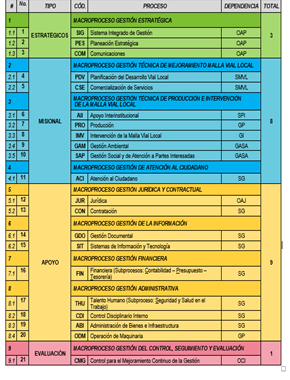 # No. TIPO CÓD. PROCESO DEPENDENCIA TOTAL
1 MACROPROCESO GESTIÓN ESTRATÉGICA
1.1 1 ESTRATÉGICOS SIG Sistema Integrado de Gestión OAP 3
1.2 2 PES Planeación Estratégica OAP
1.3 3 COM Comunicaciones OAP
2 MACROPROCESO GESTIÓN TÉCNICA DE MEJORAMIENTO MALLA VIAL LOCAL
2.1 4 PDV Planificación del Desarrollo Vial Local SMVL
2.2 5 CSE Comercialización de Servicios SMVL
3 MACROPROCESO GESTIÓN TÉCNICA DE PRODUCCION E INTERVENCIÓN
DE LA MALLA VIAL LOCAL
3.1 6 MISIONAL AII Apoyo Interinstitucional SPI 8
3.2 7 PRO Producción GP
3.3 8 IMV Intervención de la Malla Vial Local GI
3.4 9 GAM Gestión Ambiental GASA
3.5 10 SAP Gestión Social y de Atención a Partes Interesadas GASA
4 MACROPROCESO GESTIÓN DE ATENCIÓN AL CIUDADANO
4.1 11 ACI Atención al Ciudadano SG
5 MACROPROCESO GESTIÓN JURÍDICA Y CONTRACTUAL
5.1 12 JUR Jurídica OAJ
5.2 13 CON Contratación SG
6 MACROPROCESO GESTIÓN DE LA INFORMACIÓN
6.1 14 GDO Gestión Documental SG
6.2 15 SIT Sistemas de Información y Tecnología SG
7 MACROPROCESO GESTIÓN FINANCIERA
7.1 16 APOYO FIN Financiera (Subprocesos: Contabilidad – Presupuesto –
Tesorería) SG 9
8 MACROPROCESO GESTIÓN ADMINISTRATIVA
8.1 17 THU Talento Humano (Subproceso: Seguridad y Salud en el
Trabajo) SG
8.2 18 CDI Control Disciplinario Interno SG
8.3 19 ABI Administración de Bienes e Infraestructura SG
8.4 20 OOM Operación de Maquinaria GP
9 MACROPROCESO GESTIÓN DEL CONTROL, SEGUIMIENTO Y EVALUACIÓN
9.1 21 EVALUACIÓN CMG Control para el Mejoramiento Continuo de la Gestión OCI 1